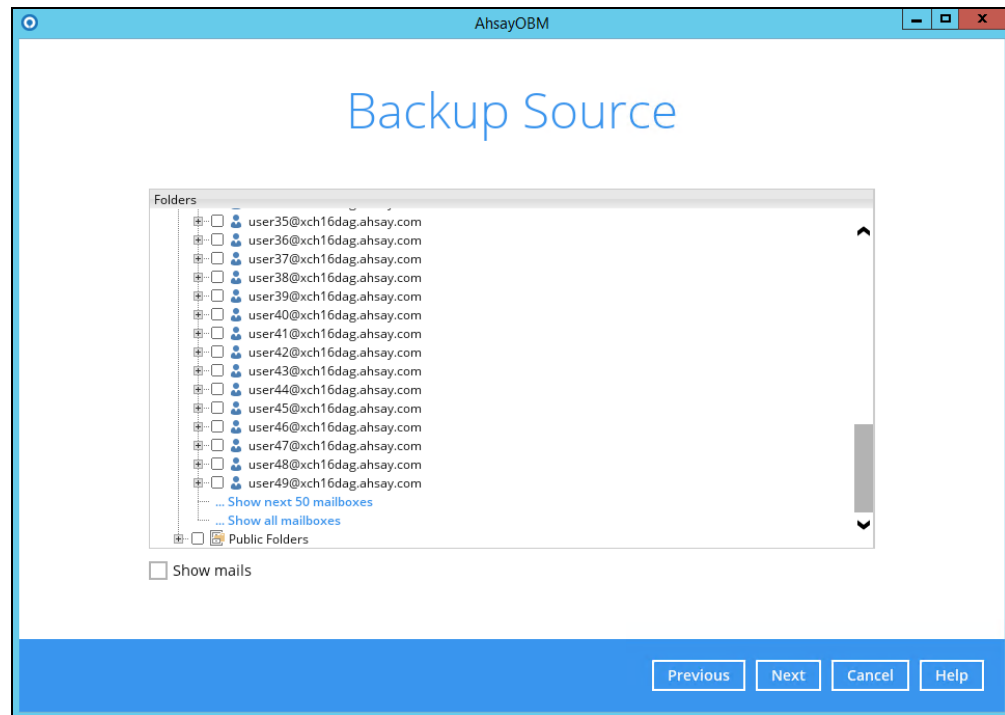 AhsayOBM
Backup Source
Folders
user35@xch16dag.ahsay.com
user36@xch16dag.ahsay.com
user37@xch16dag.ahsay.com
user38@xch16dag.ahsay.com
user39@xch16dag.ahsay.com
user40@xch16dag.ahsay.com
user41@xch16dag.ahsay.com
user42@xch16dag.ahsay.com
user43@xch16dag.ahsay.com
user44@xch16dag.ahsay.com
user45@xch16dag.ahsay.com
user46@xch16dag.ahsay.com
user47@xch16dag.ahsay.com
user48@xch16dag.ahsay.com
user49@xch16dag.ahsay.com
... Show next 50 mailboxes
... Show all mailboxes
Public Folders
Show mails
Previous Next Cancel Help